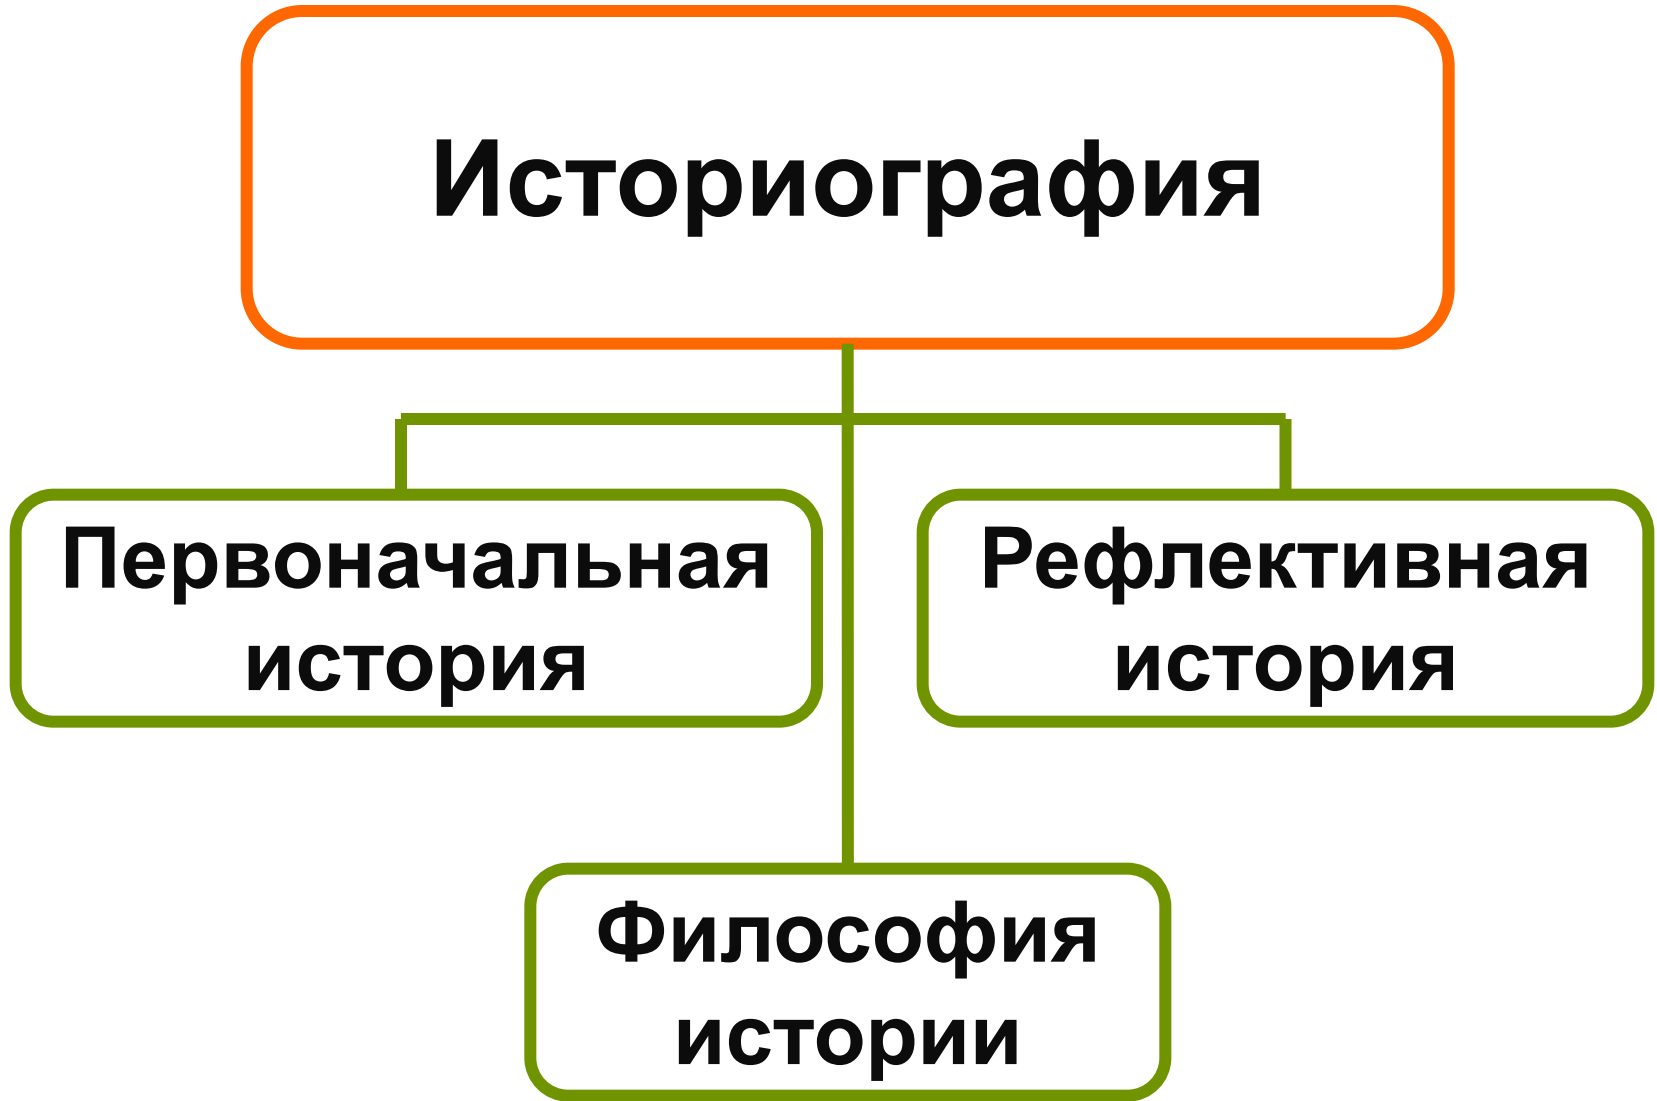 Историография
Первоначальная
история
Рефлективная
история
Философия
истории